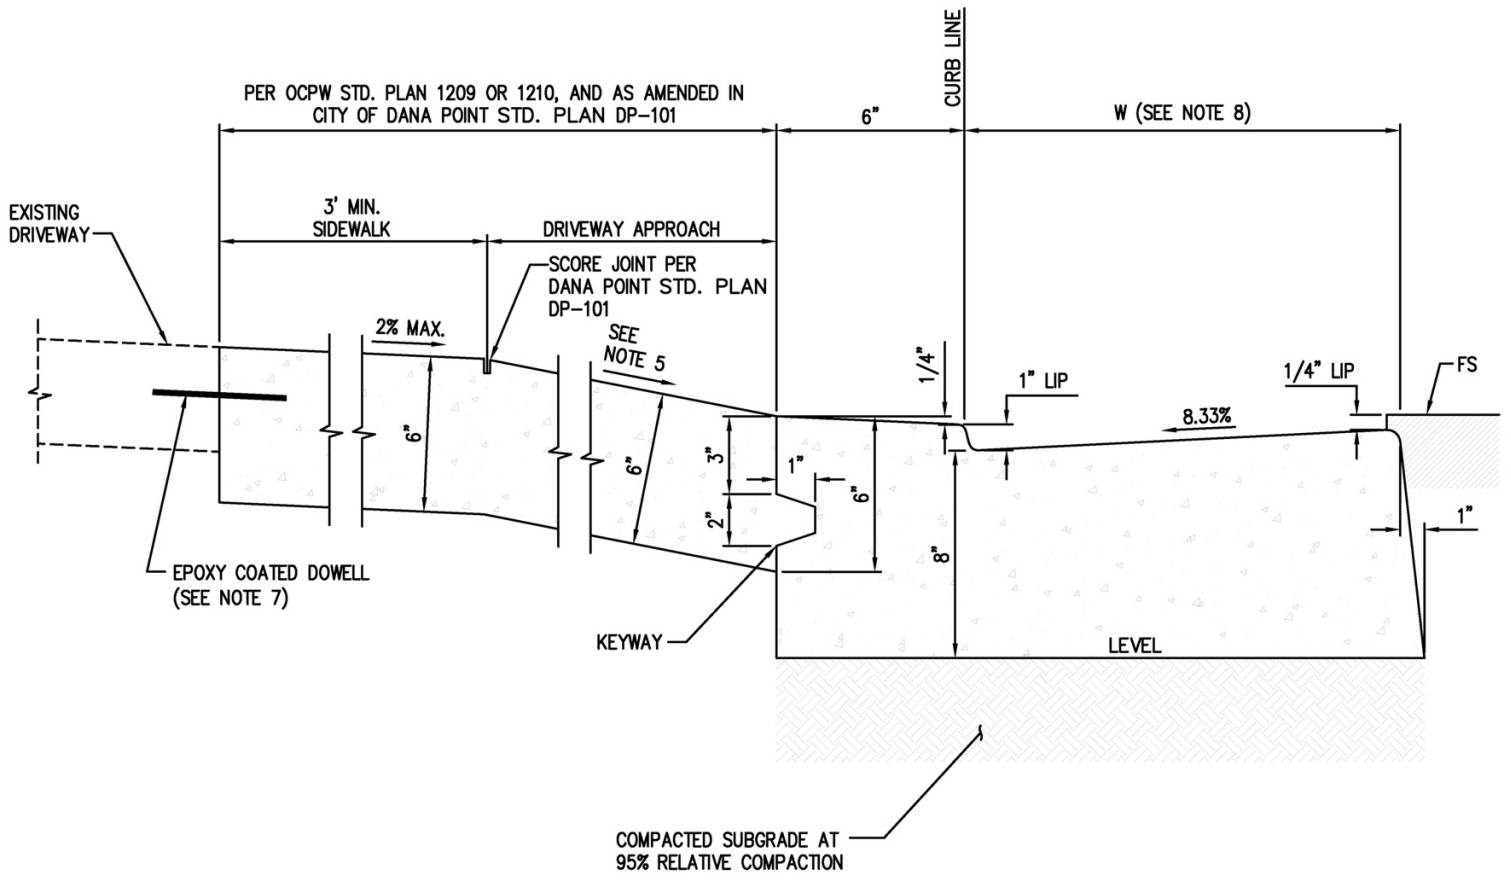 CURB LINE
PER OCPW STD. PLAN 1209 OR 1210, AND AS AMENDED IN
CITY OF DANA POINT STD. PLAN DP-101
6"
W (SEE NOTE 8)
EXISTING
DRIVEWAY
3' MIN.
SIDEWALK
DRIVEWAY APPROACH
SCORE JOINT PER
DANA POINT STD. PLAN
DP-101
2% MAX.
SEE
NOTE 5
1/4"
1" LIP
1/4" LIP
FS
8.33%
6"
6"
3"
1"
6"
2"
8"
1"
EPOXY COATED DOWELL
(SEE NOTE 7)
KEYWAY
LEVEL
COMPACTED SUBGRADE AT
95% RELATIVE COMPACTION